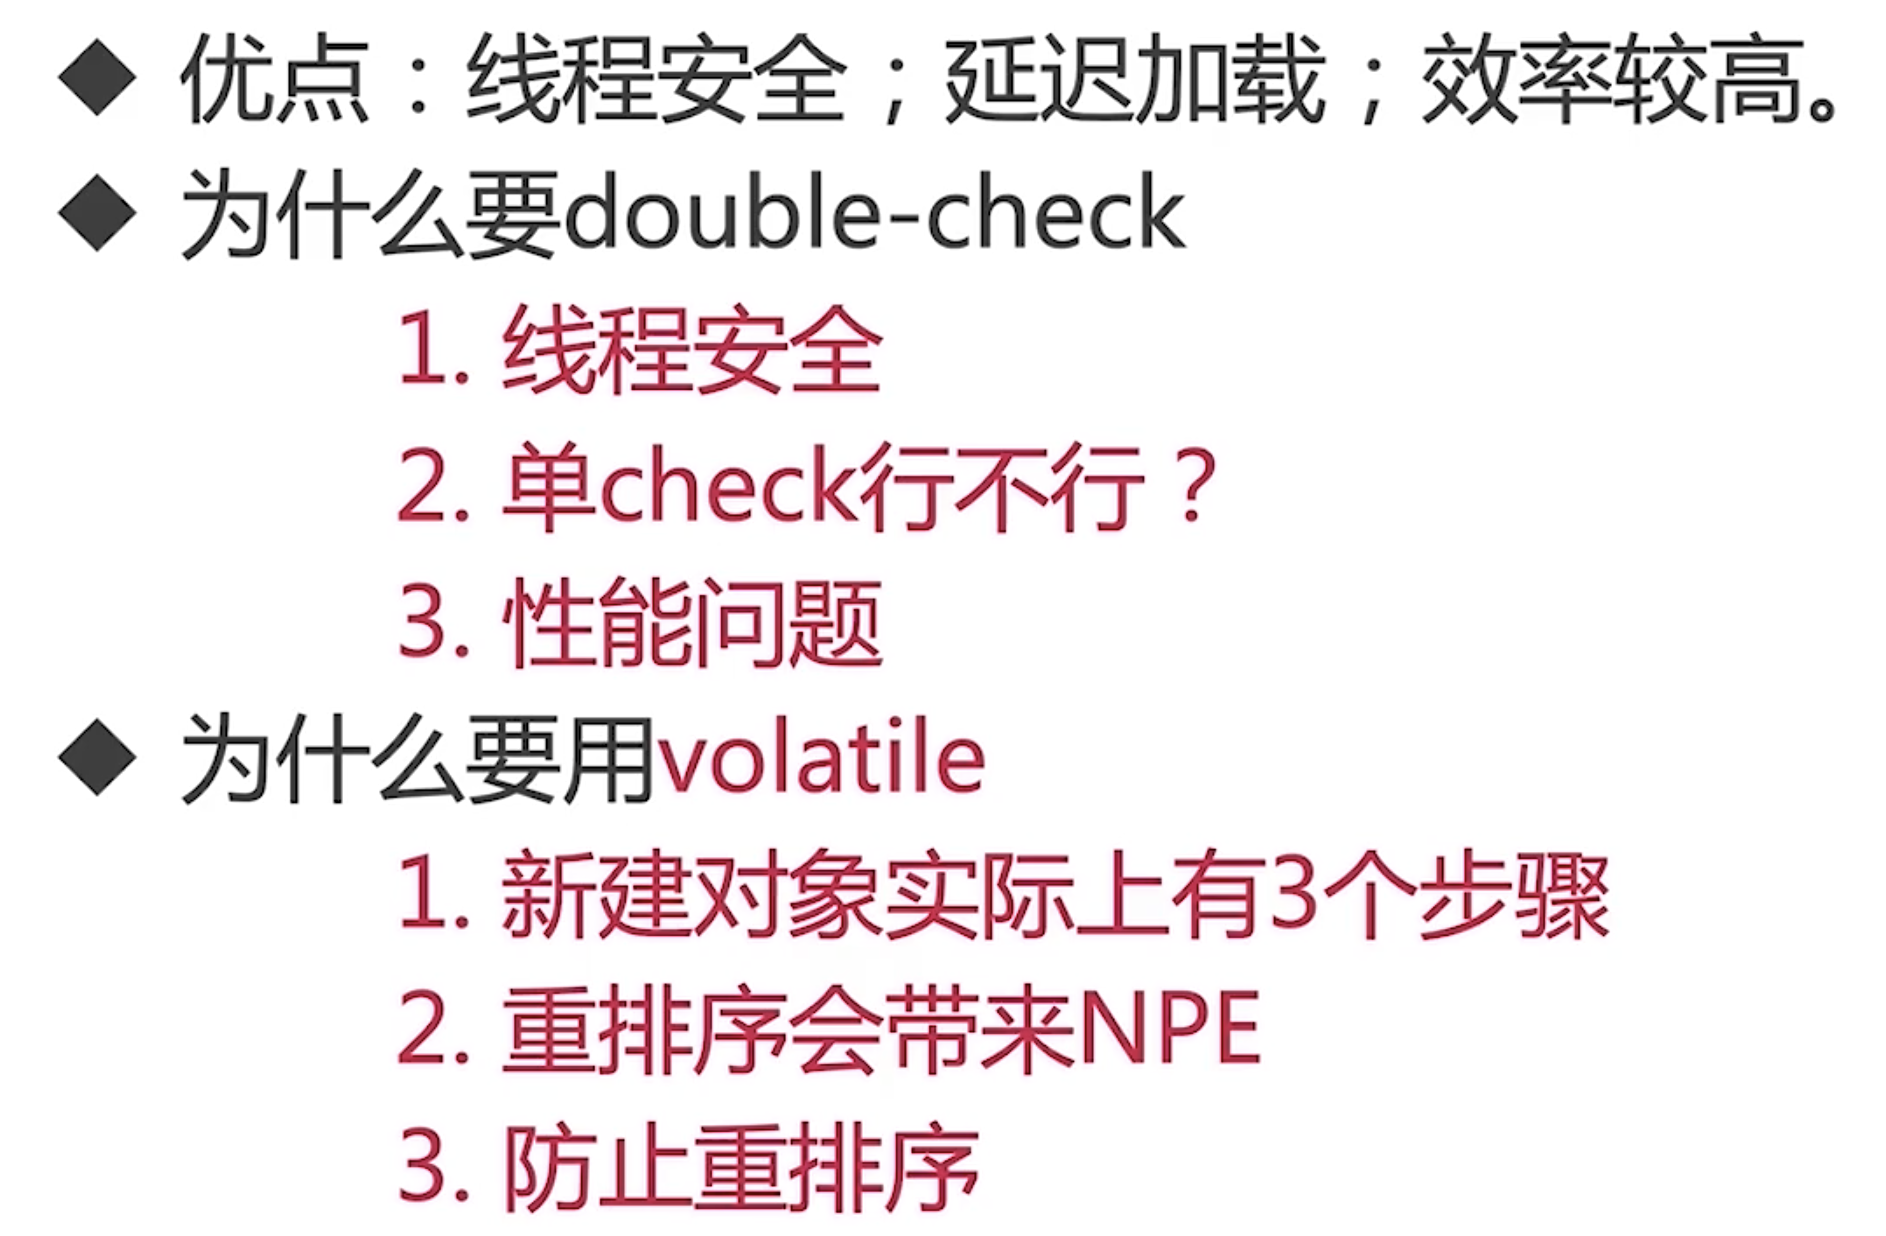 ◆ 优点：线程安全；延迟加载；效率较高。
◆ 为什么要double-check
1. 线程安全
2. 单check行不行？
3. 性能问题
◆ 为什么要用volatile
1. 新建对象实际上有3个步骤
2. 重排序会带来NPE
3. 防止重排序